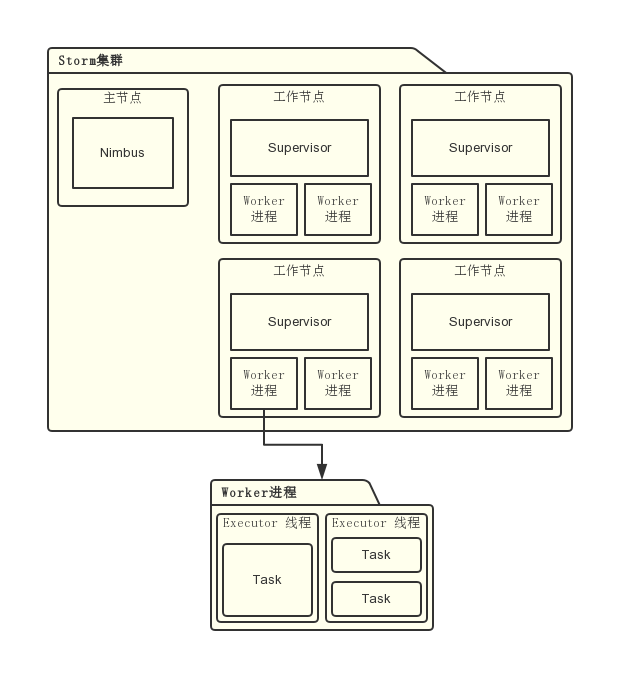 Storm集群
主节点
Nimbus
工作节点
Supervisor
Worker
进程
Worker
进程
工作节点
Supervisor
Worker
进程
Worker
进程
工作节点
Supervisor
Worker
进程
Worker
进程
工作节点
Supervisor
Worker
进程
Worker
进程
Worker进程
Executor 线程
Task
Executor 线程
Task
Task